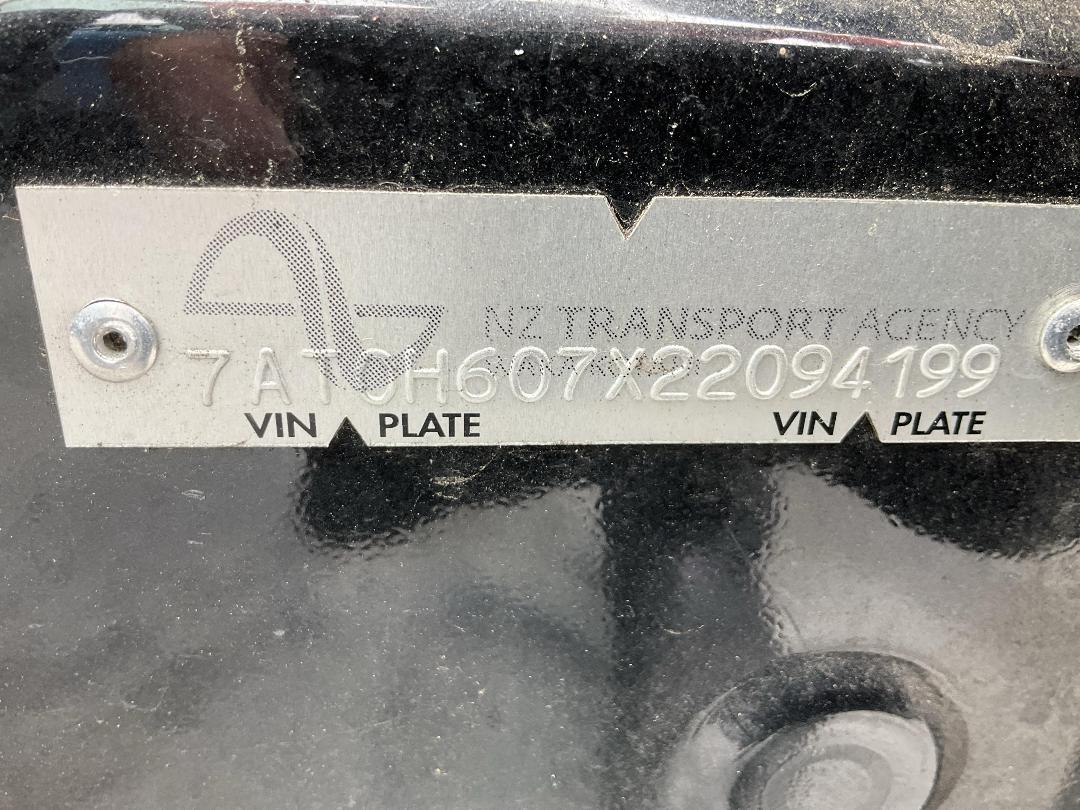 NZ TRANSPORT AGENCY
7AT0H607X22094199
VIN PLATE VIN PLATE